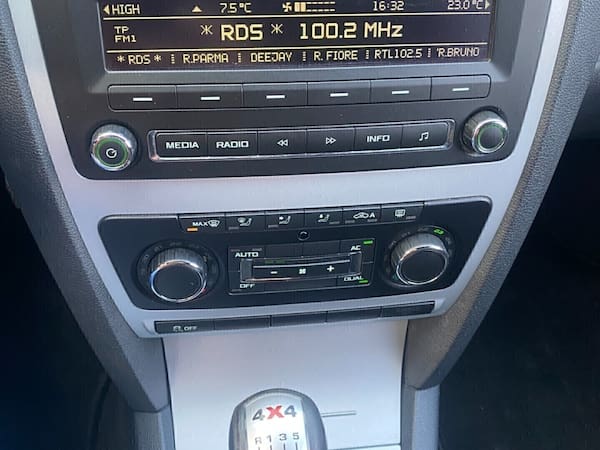 HIGH 7.5°C 16:32 23.0°C
TP
FM1
* RDS * 100.2 MHz
* RDS * R.PARMA DEEJAY R. FIORE RTL102.5 'R.BRUNO
MEDIA RADIO INFO
MAX A
AUTO AC
- +
OFF DUAL
OFF
4X4
R 1 3 5